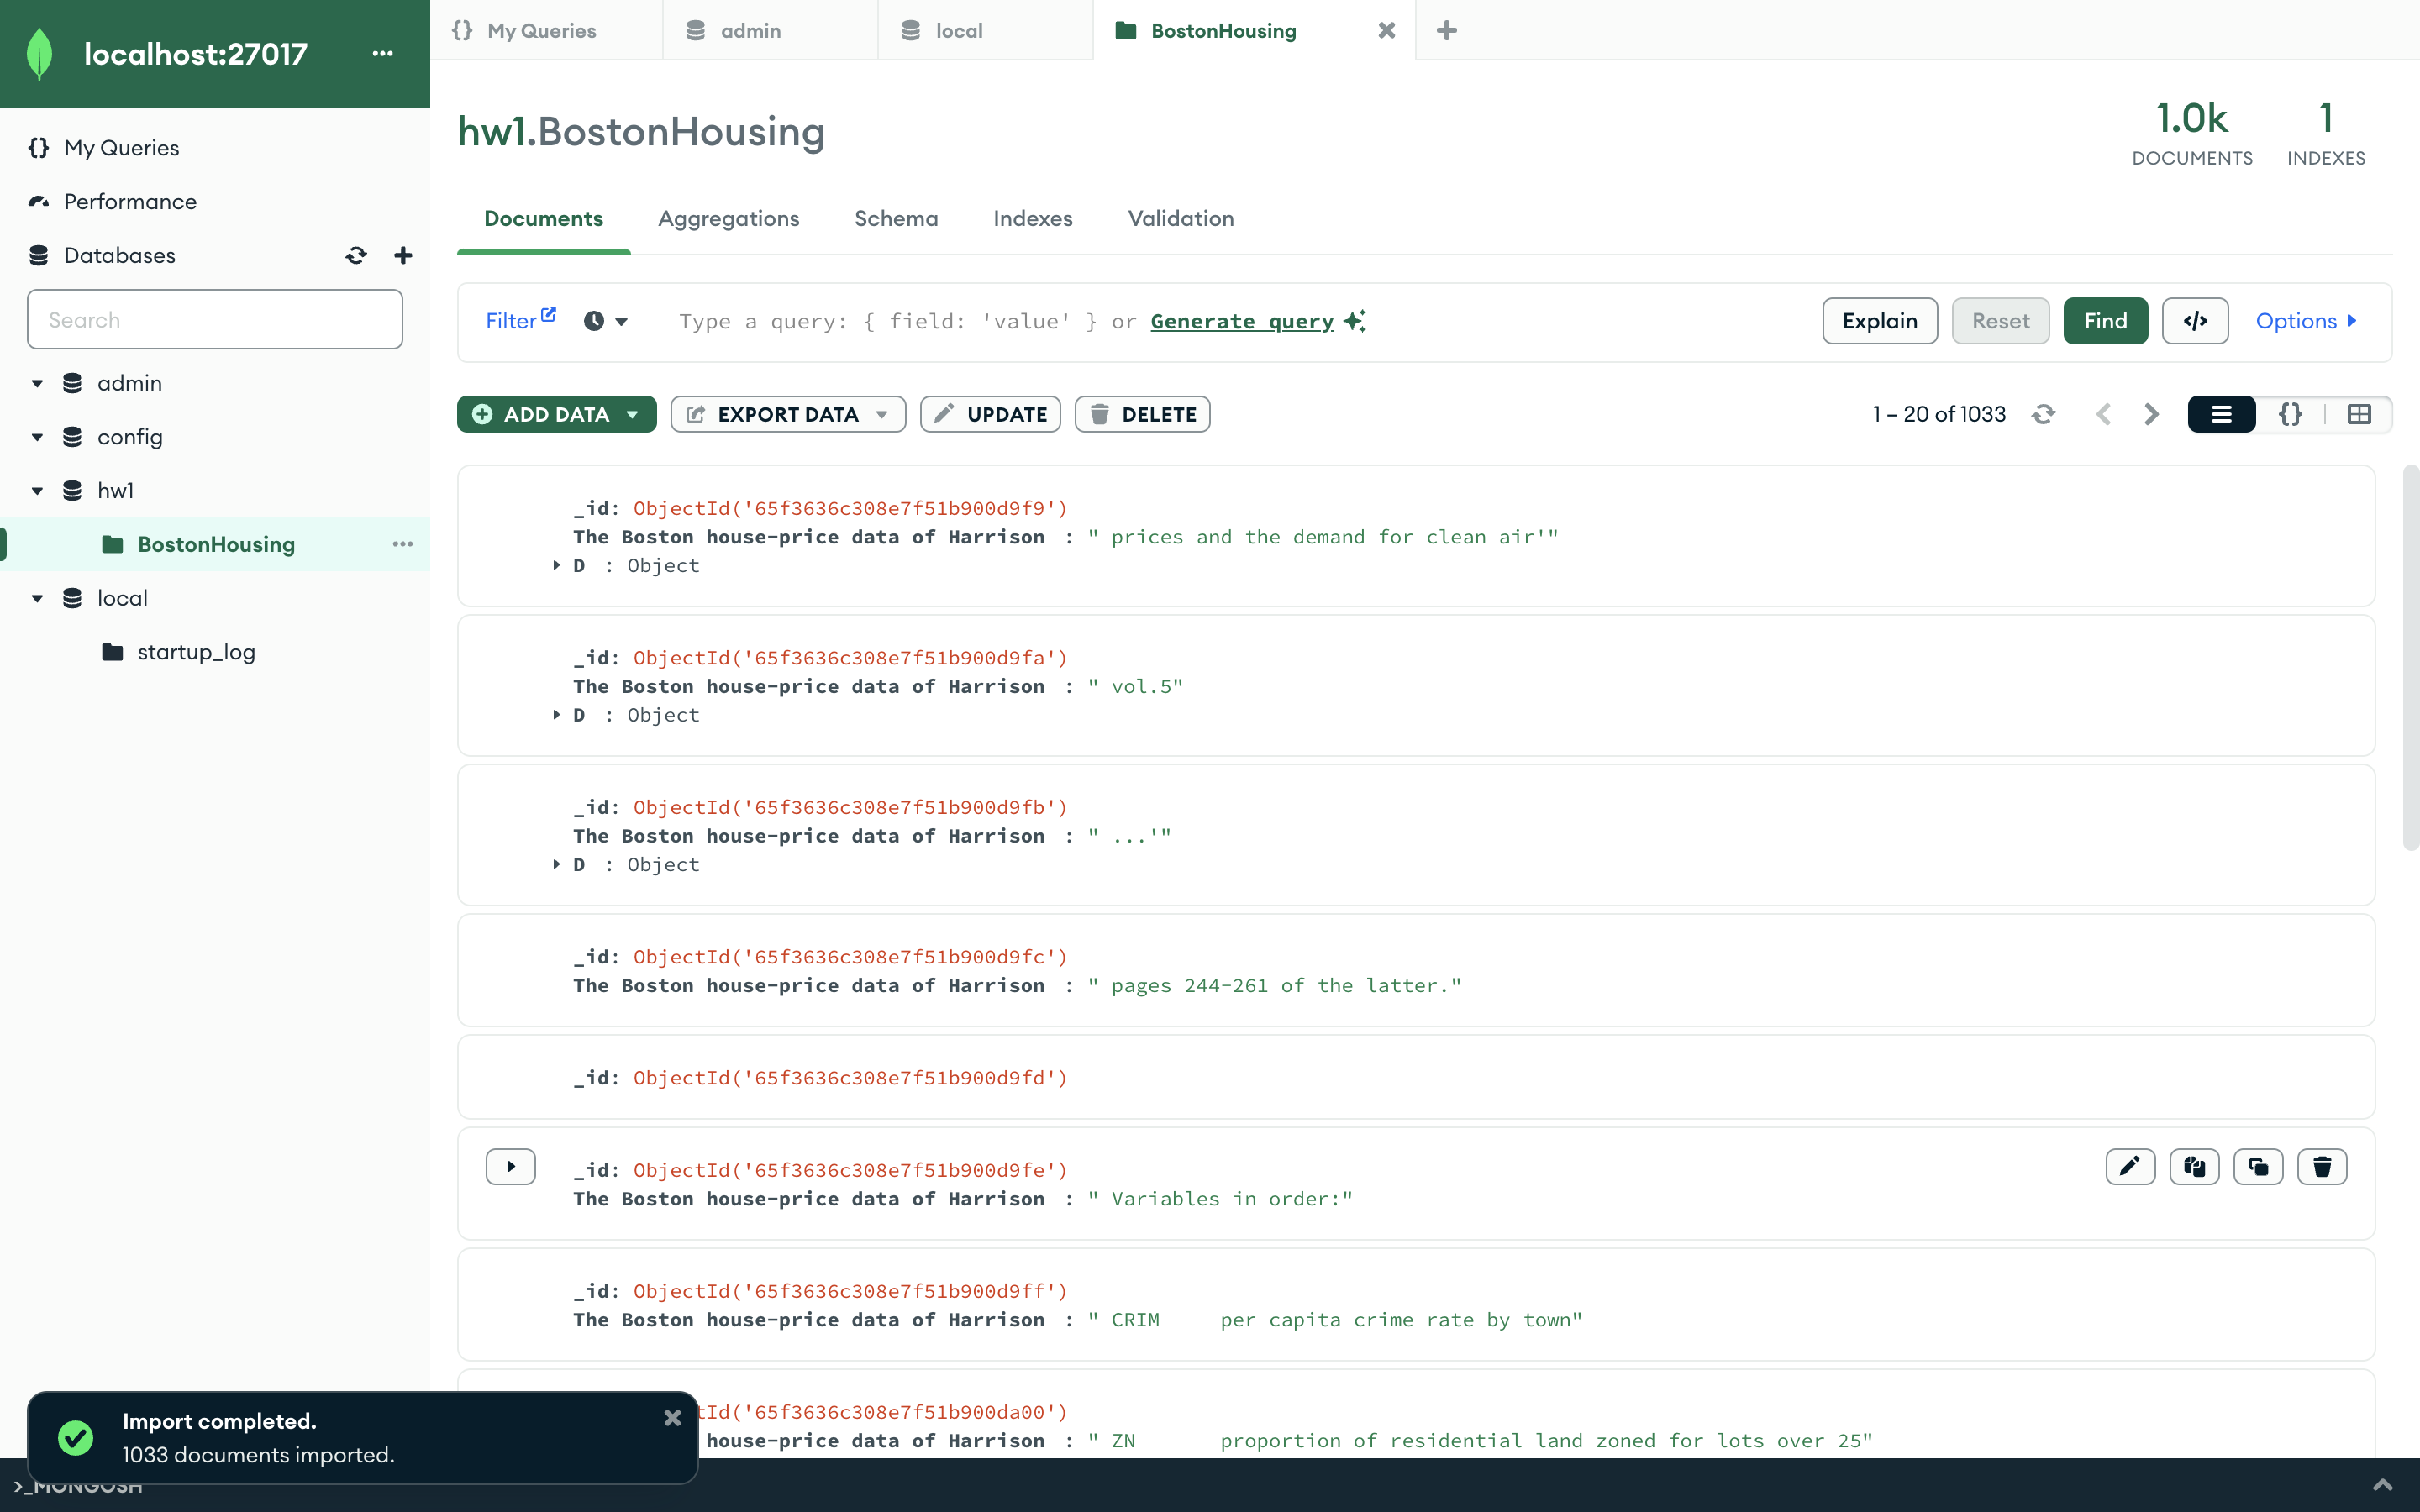 localhost:27017
My Queries
Performance
Databases
Search
admin
config
hw1
BostonHousing
local
startup_log
My Queries
admin
local
BostonHousing
hw1.BostonHousing
1.0k
DOCUMENTS
1
INDEXES
Documents
Aggregations
Schema
Indexes
Validation
Filter
Type a query: { field: 'value' } or Generate query
Explain
Reset
Find
</>
Options
ADD DATA
EXPORT DATA
UPDATE
DELETE
1 – 20 of 1033
_id: ObjectId('65f3636c308e7f51b900d9f9')
The Boston house-price data of Harrison : " prices and the demand for clean air'"
D : Object
_id: ObjectId('65f3636c308e7f51b900d9fa')
The Boston house-price data of Harrison : " vol.5"
D : Object
_id: ObjectId('65f3636c308e7f51b900d9fb')
The Boston house-price data of Harrison : " ...'"
D : Object
_id: ObjectId('65f3636c308e7f51b900d9fc')
The Boston house-price data of Harrison : " pages 244-261 of the latter."
_id: ObjectId('65f3636c308e7f51b900d9fd')
_id: ObjectId('65f3636c308e7f51b900d9fe')
The Boston house-price data of Harrison : " Variables in order:"
_id: ObjectId('65f3636c308e7f51b900d9ff')
The Boston house-price data of Harrison : " CRIM     per capita crime rate by town"
tId('65f3636c308e7f51b900da00')
house-price data of Harrison : " ZN       proportion of residential land zoned for lots over 25"
Import completed.
1033 documents imported.
>_MONGOSH